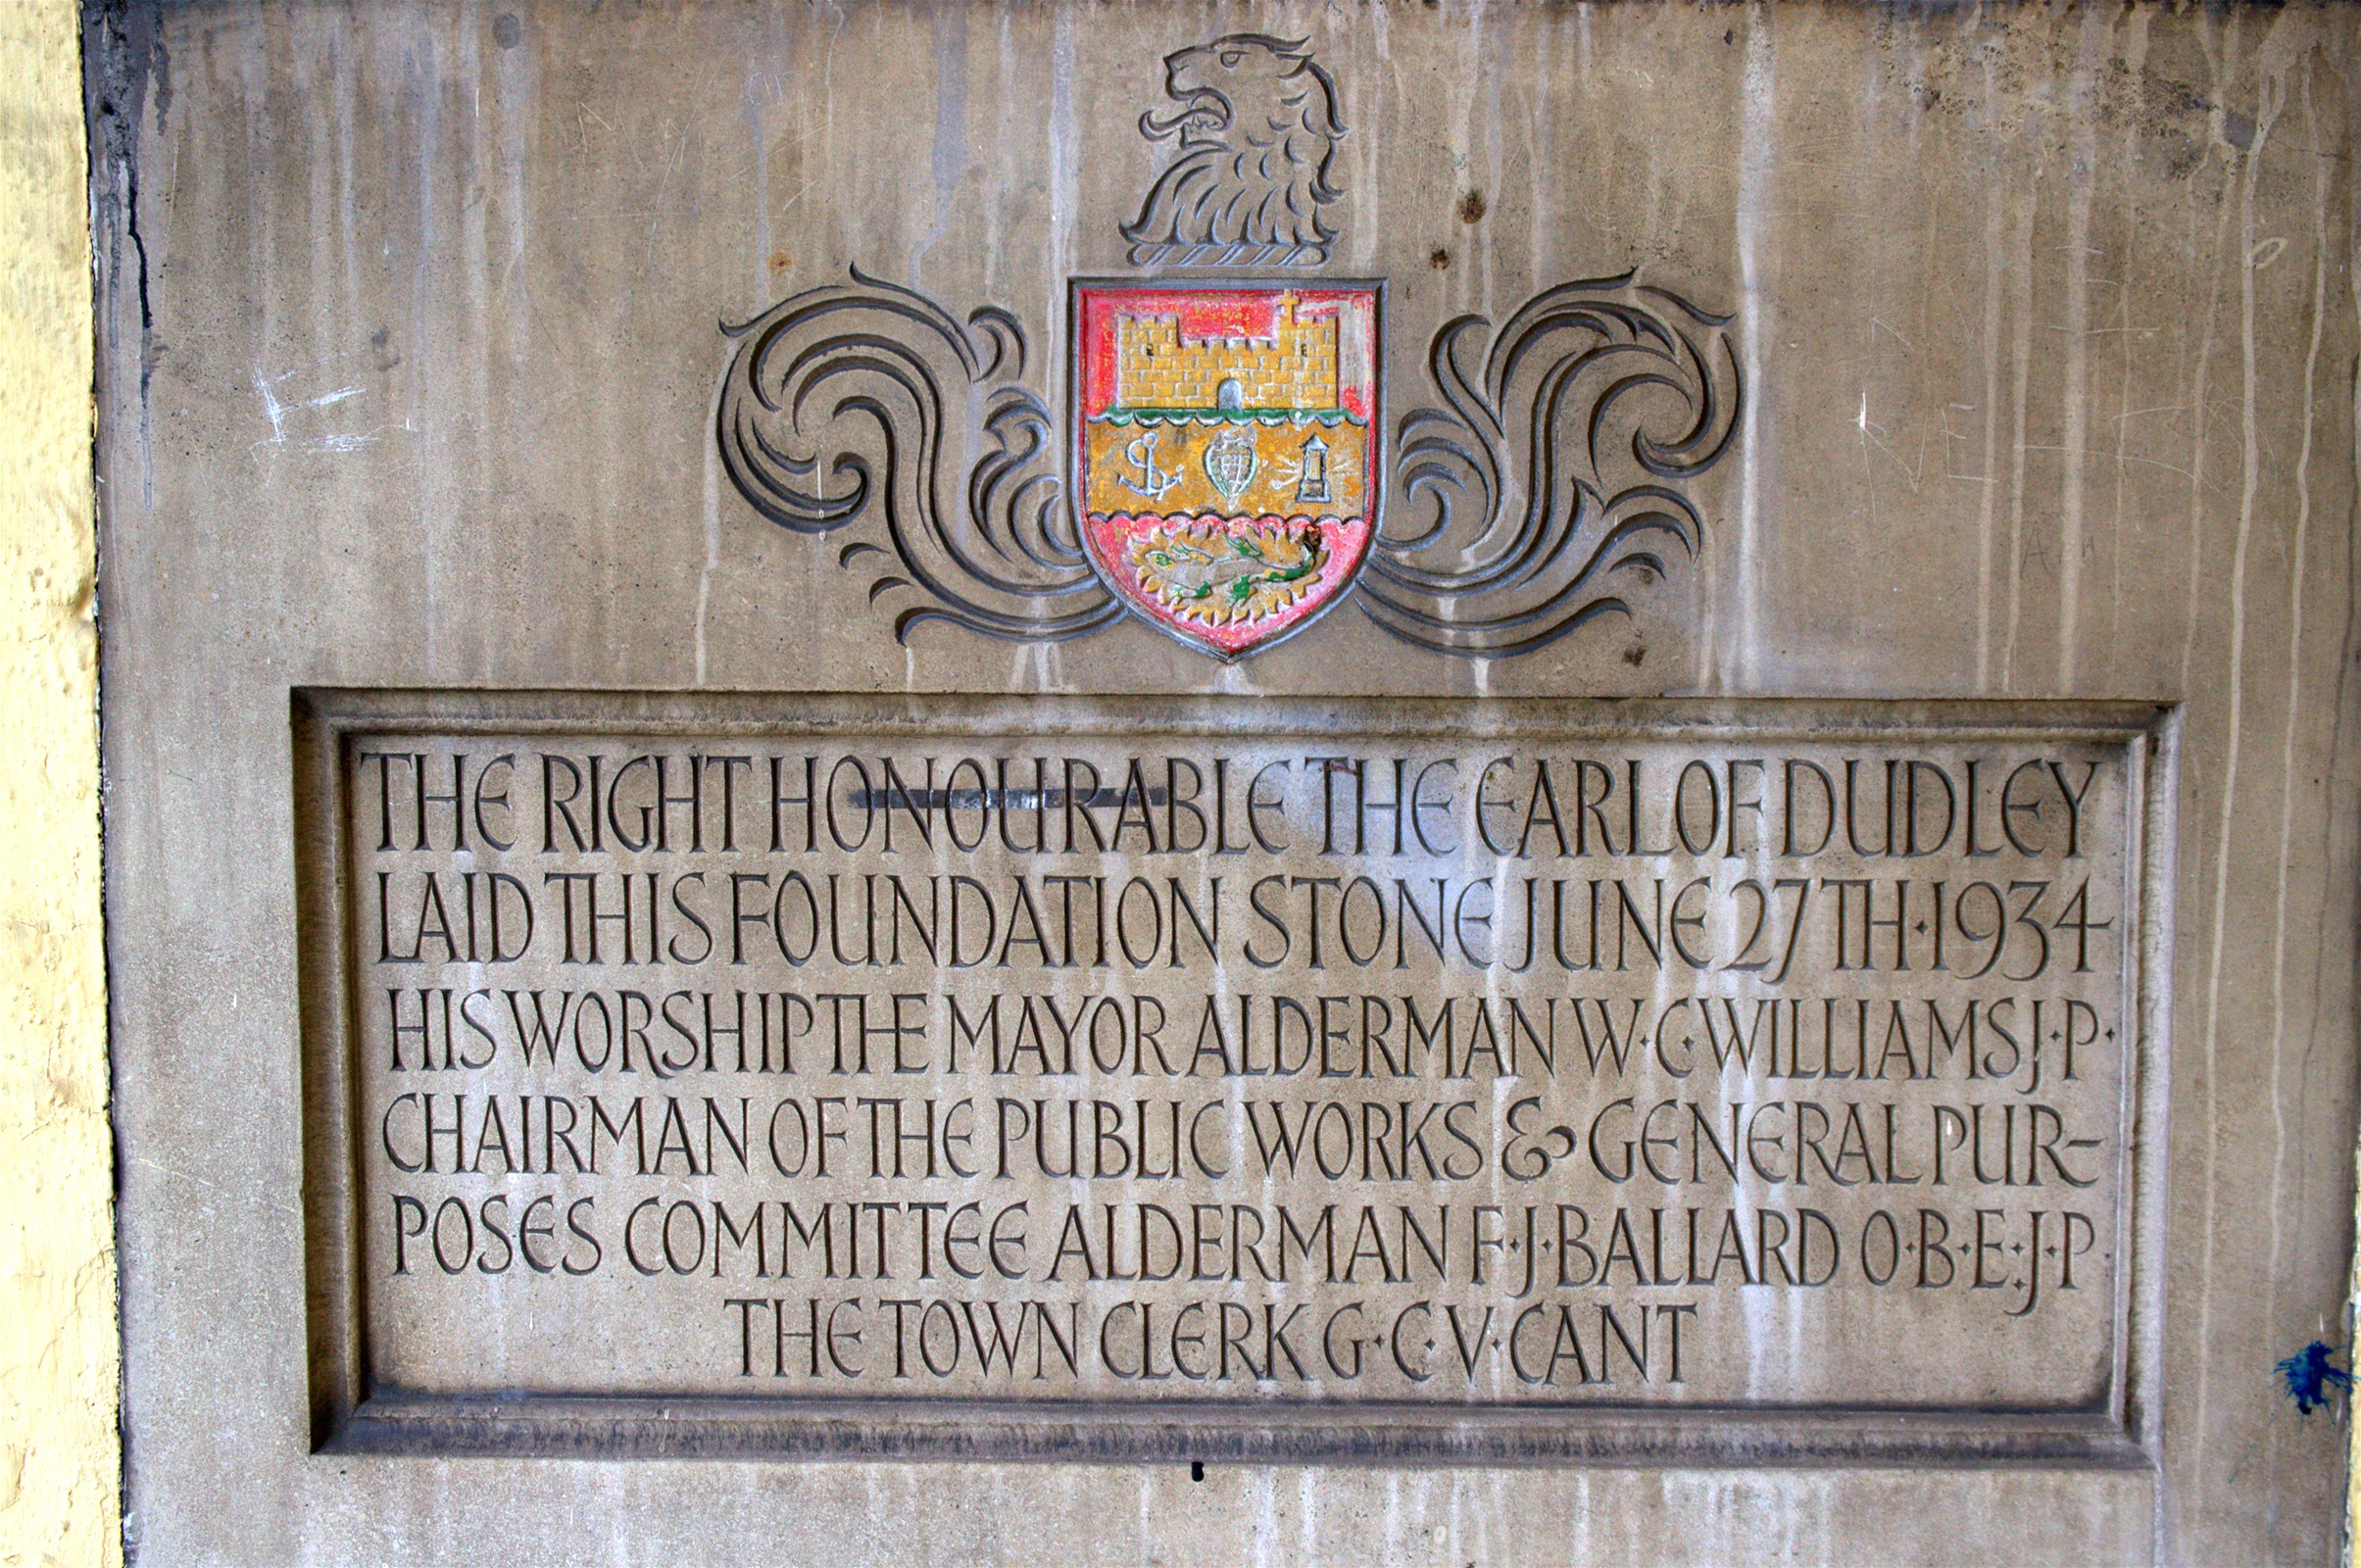 THE RIGHT HONOURABLE THE EARL OF DUDLEY
LAID THIS FOUNDATION STONE JUNE 27TH·1934
HIS WORSHIP THE MAYOR ALDERMAN W·C·WILLIAMS J·P·
CHAIRMAN OF THE PUBLIC WORKS & GENERAL PUR-
POSES COMMITTEE ALDERMAN F·J·BALLARD O·B·E·J·P·
THE TOWN CLERK G·C·V·CANT